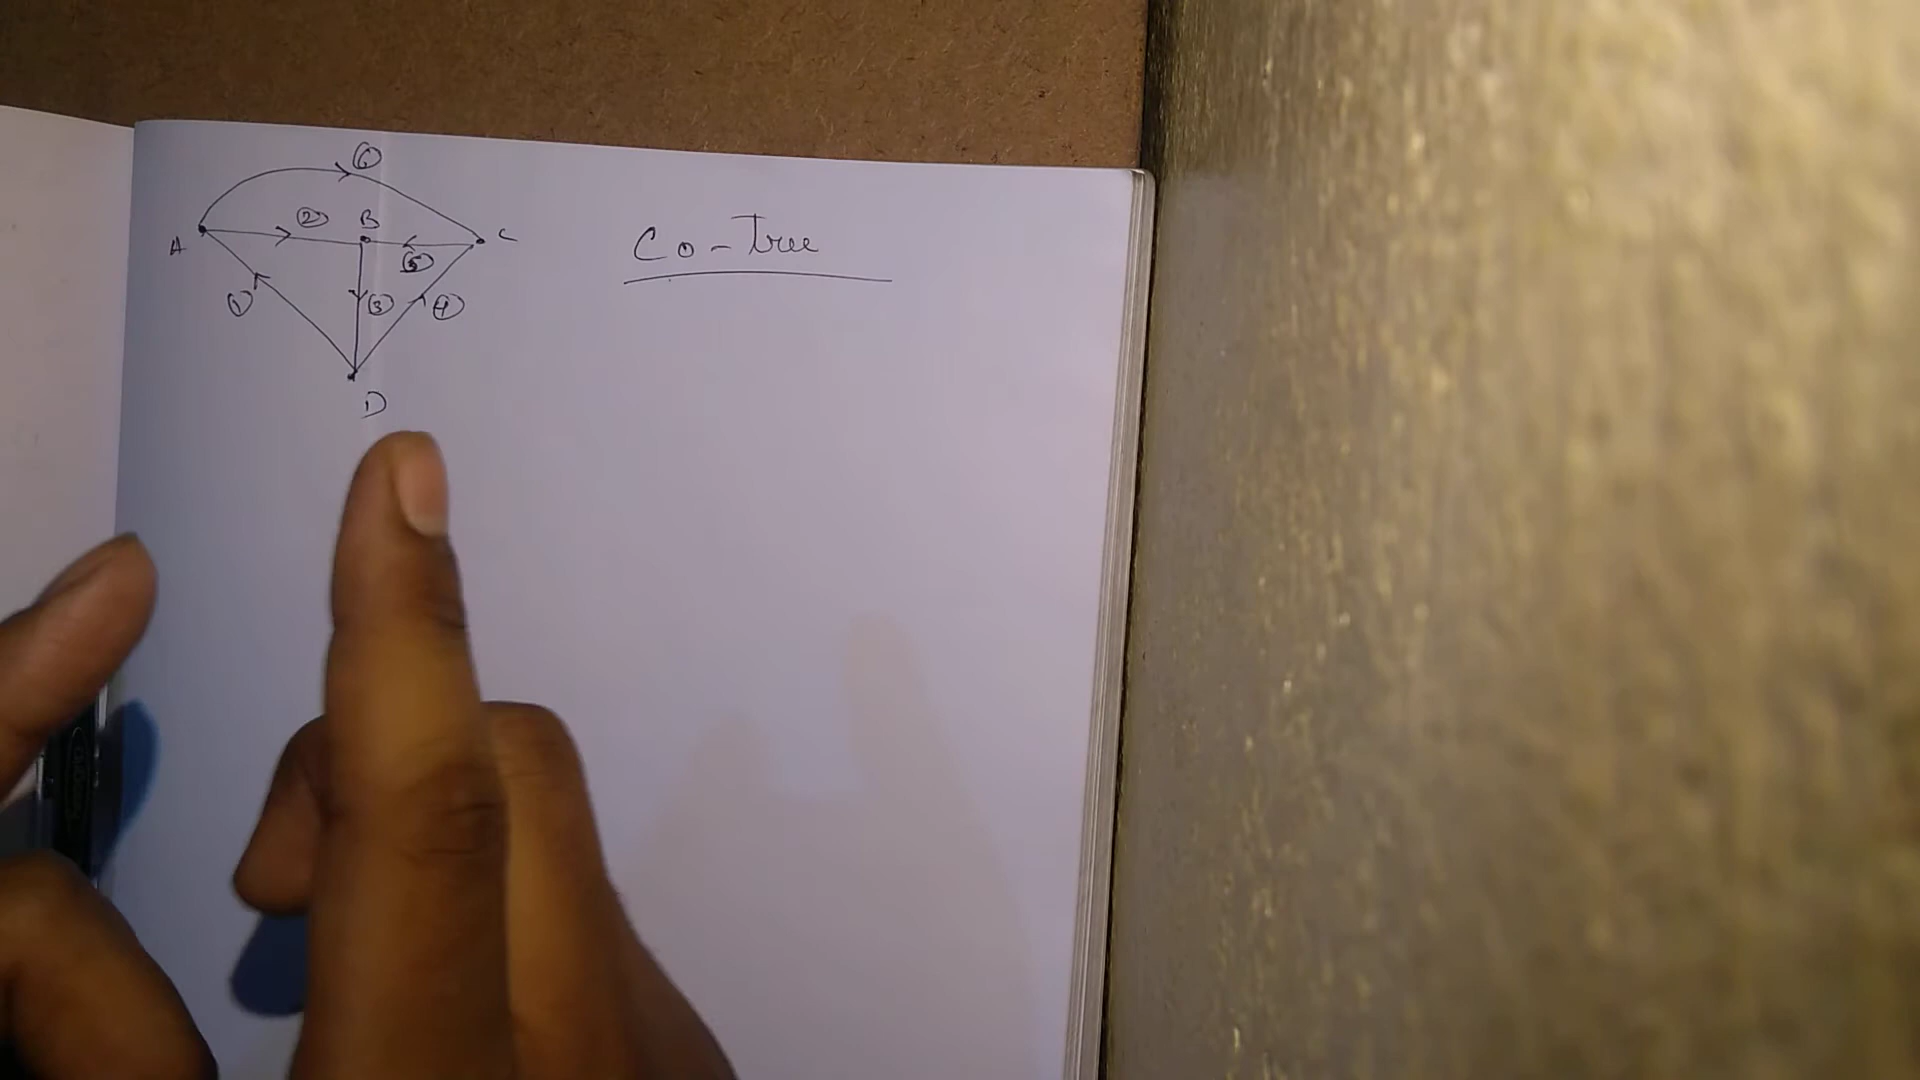 ⑥
② B
A ⑤ C
① ③ ④
D
Co-Tree